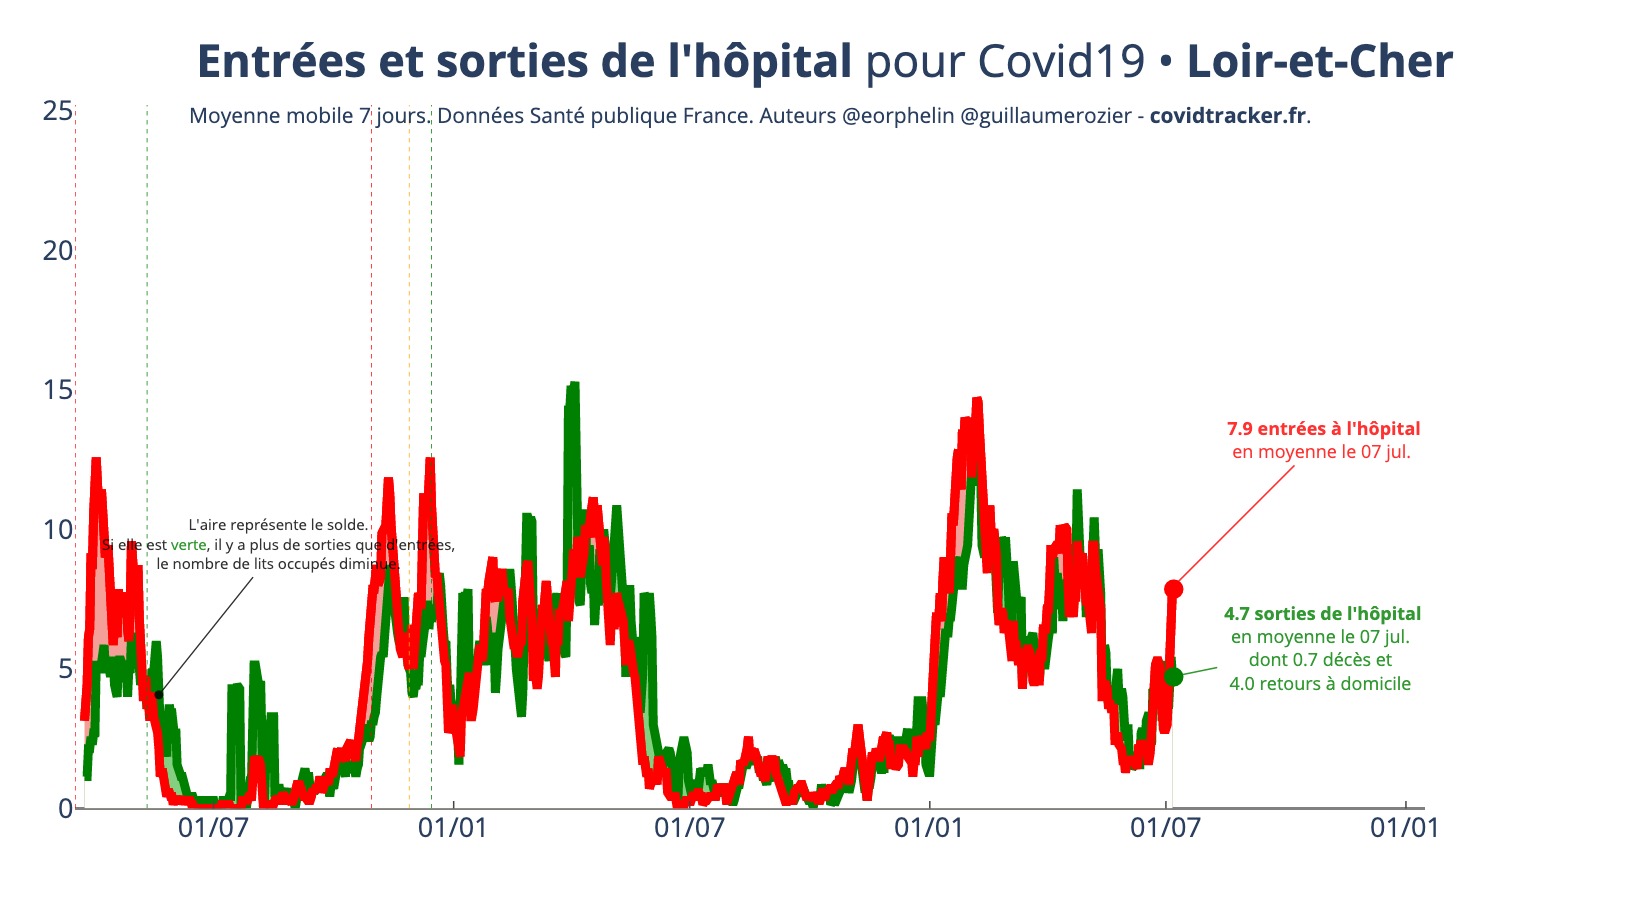 Entrées et sorties de l'hôpital pour Covid19 • Loir-et-Cher
Moyenne mobile 7 jours. Données Santé publique France. Auteurs @eorphelin @guillaumerozier - covidtracker.fr.
25
20
15
10
5
0
L'aire représente le solde.
Si elle est verte, il y a plus de sorties que d'entrées,
le nombre de lits occupés diminue.
7.9 entrées à l'hôpital
en moyenne le 07 jul.
4.7 sorties de l'hôpital
en moyenne le 07 jul.
dont 0.7 décès et
4.0 retours à domicile
01/07 01/01 01/07 01/01 01/07 01/01